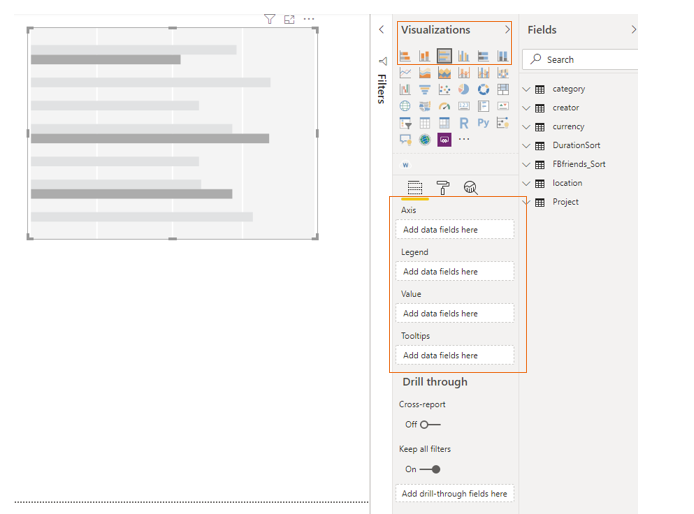 Visualizations
Fields
Search
Filters
R
Py
w
category
creator
currency
DurationSort
FBfriends_Sort
location
Project
Axis
Add data fields here
Legend
Add data fields here
Value
Add data fields here
Tooltips
Add data fields here
Drill through
Cross-report
Off
Keep all filters
On
Add drill-through fields here